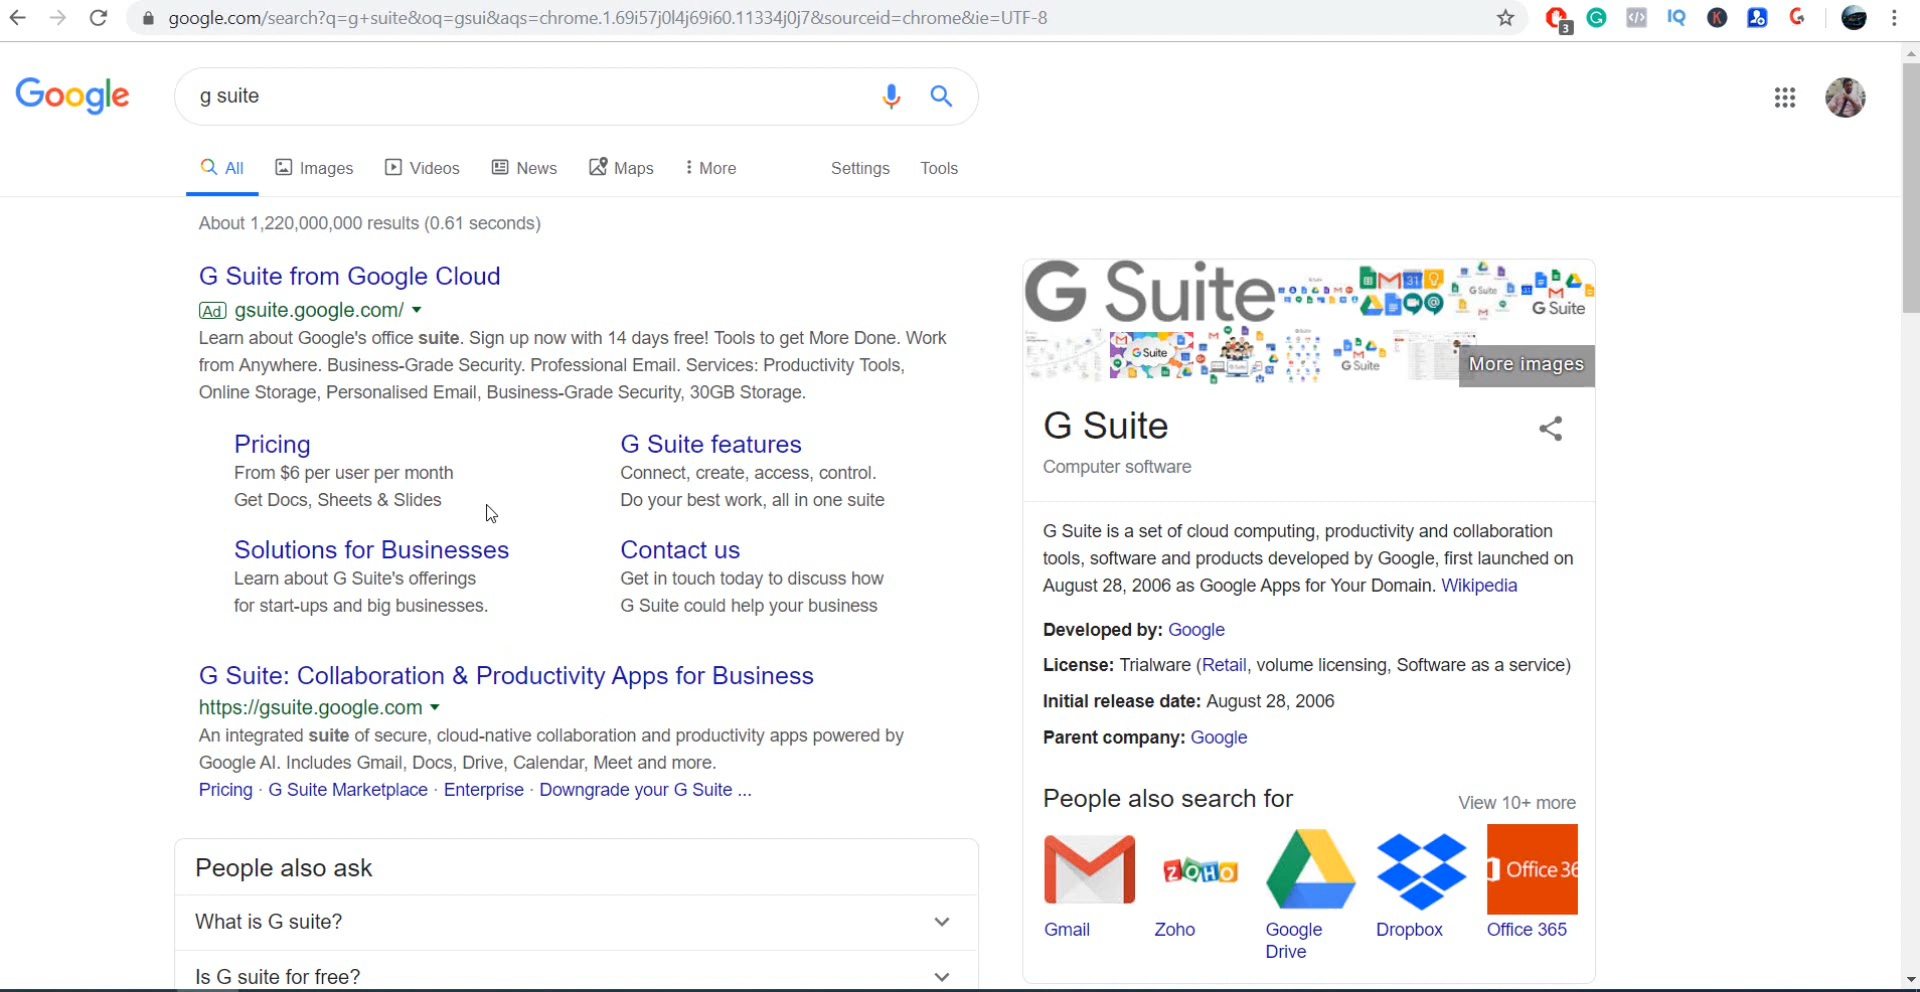 google.com/search?q=g+suite&oq=gsui&aqs=chrome.1.69i57j0l4j69i60.11334j0j7&sourceid=chrome&ie=UTF-8
3
IQ
K
Google
g suite
All Images Videos News Maps More Settings Tools
About 1,220,000,000 results (0.61 seconds)
G Suite from Google Cloud
Ad gsuite.google.com/
Learn about Google's office suite. Sign up now with 14 days free! Tools to get More Done. Work
from Anywhere. Business-Grade Security. Professional Email. Services: Productivity Tools,
Online Storage, Personalised Email, Business-Grade Security, 30GB Storage.
Pricing
From $6 per user per month
Get Docs, Sheets & Slides
G Suite features
Connect, create, access, control.
Do your best work, all in one suite
Solutions for Businesses
Learn about G Suite's offerings
for start-ups and big businesses.
Contact us
Get in touch today to discuss how
G Suite could help your business
G Suite: Collaboration & Productivity Apps for Business
https://gsuite.google.com
An integrated suite of secure, cloud-native collaboration and productivity apps powered by
Google AI. Includes Gmail, Docs, Drive, Calendar, Meet and more.
Pricing · G Suite Marketplace · Enterprise · Downgrade your G Suite ...
People also ask
What is G suite?
Is G suite for free?
G Suite
31
G Suite
G Suite
G Suite
G Suite
More images
G Suite
Computer software
G Suite is a set of cloud computing, productivity and collaboration
tools, software and products developed by Google, first launched on
August 28, 2006 as Google Apps for Your Domain. Wikipedia
Developed by: Google
License: Trialware (Retail, volume licensing, Software as a service)
Initial release date: August 28, 2006
Parent company: Google
People also search for
View 10+ more
ZOHO
Office 36
Gmail
Zoho
Google
Drive
Dropbox
Office 365